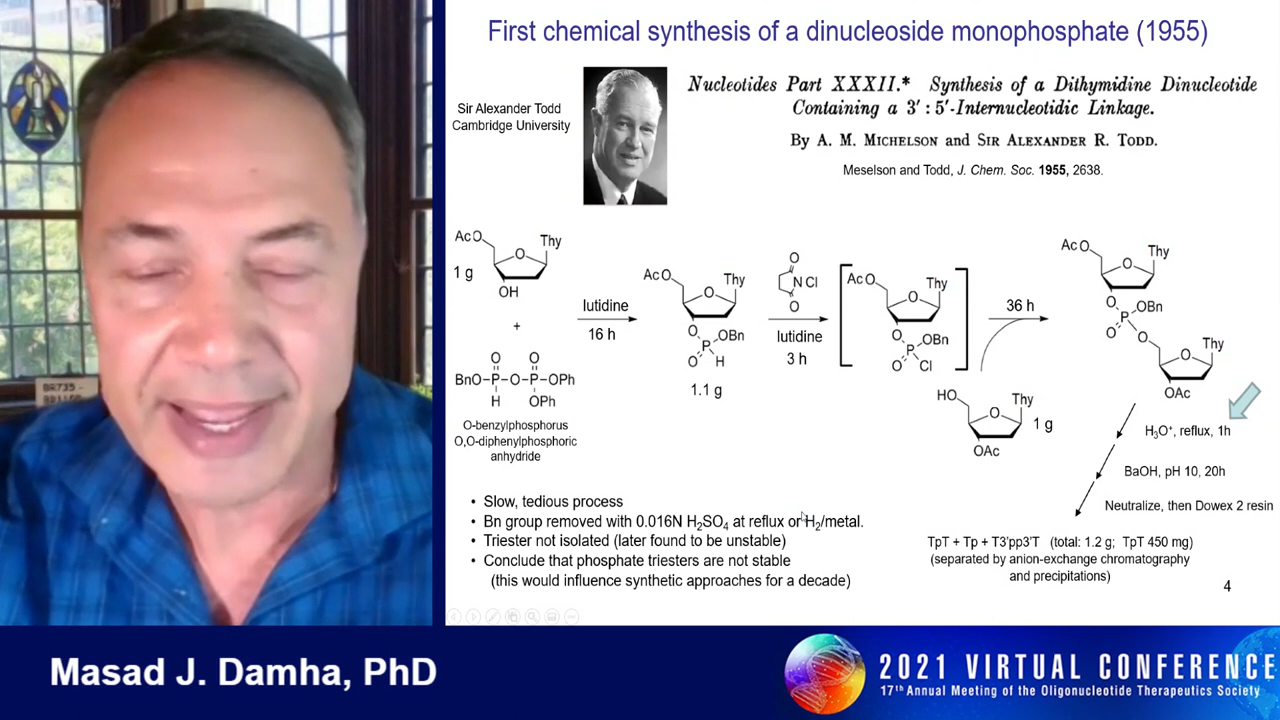 First chemical synthesis of a dinucleoside monophosphate (1955)
Sir Alexander Todd
Cambridge University
Nucleotides Part XXXII.* Synthesis of a Dithymidine Dinucleotide
Containing a 3′ : 5′-Internucleotidic Linkage.
By A. M. MICHELSON and SIR ALEXANDER R. TODD.
Meselson and Todd, J. Chem. Soc. 1955, 2638.
AcO
O
Thy
1 g
OH
+
O O
BnO-P-O-P-OPh
H OPh
O-benzylphosphorus
O,O-diphenylphosphoric
anhydride
lutidine
16 h
AcO
O
Thy
O
OBn
P
O H
1.1 g
O
N Cl
O
lutidine
3 h
AcO
O
Thy
O
OBn
P
O Cl
36 h
HO
O
Thy
1 g
OAc
AcO
O
Thy
O
OBn
P
O
O
O
Thy
OAc
H3O+, reflux, 1h
BaOH, pH 10, 20h
Neutralize, then Dowex 2 resin
TpT + Tp + T3'pp3'T (total: 1.2 g; TpT 450 mg)
(separated by anion-exchange chromatography
and precipitations)
• Slow, tedious process
• Bn group removed with 0.016N H2SO4 at reflux or H2/metal.
• Triester not isolated (later found to be unstable)
• Conclude that phosphate triesters are not stable
(this would influence synthetic approaches for a decade)
4
Masad J. Damha, PhD
2021 VIRTUAL CONFERENCE
17th Annual Meeting of the Oligonucleotide Therapeutics Society